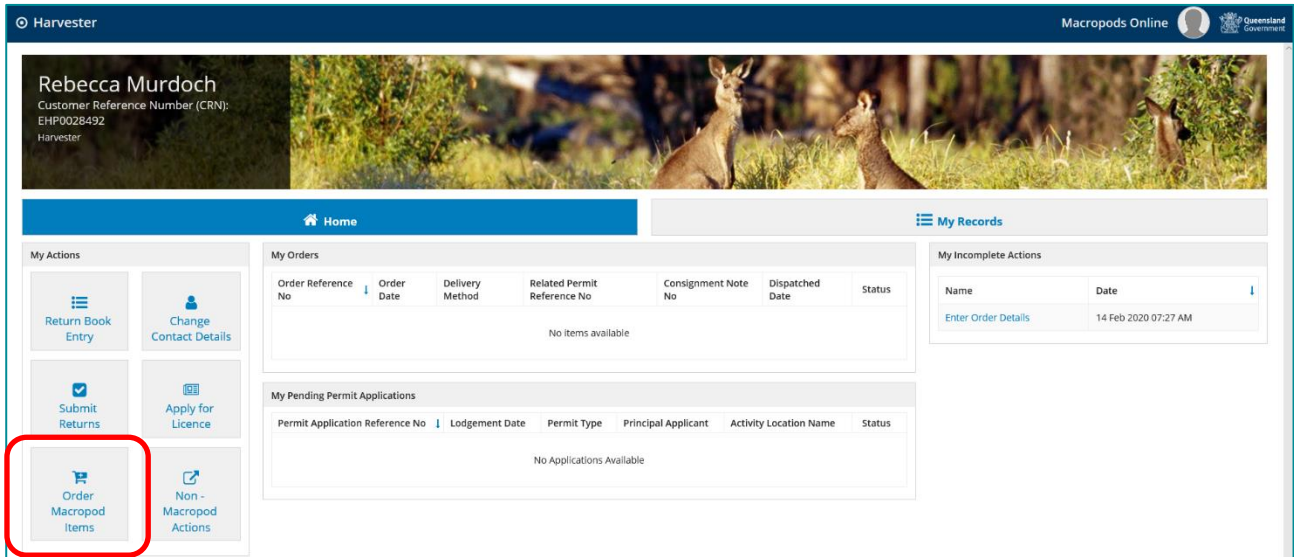 Harvester
Macropods Online
Queensland
Government
Rebecca Murdoch
Customer Reference Number (CRN):
EHP0028492
Harvester
Home
My Records
My Actions
Return Book
Entry
Change
Contact Details
Submit
Returns
Apply for
Licence
Order
Macropod
Items
Non -
Macropod
Actions
My Orders
Order Reference
No
Order
Date
Delivery
Method
Related Permit
Reference No
Consignment Note
No
Dispatched
Date
Status
No items available
My Pending Permit Applications
Permit Application Reference No
Lodgement Date
Permit Type
Principal Applicant
Activity Location Name
Status
No Applications Available
My Incomplete Actions
Name
Date
Enter Order Details
14 Feb 2020 07:27 AM